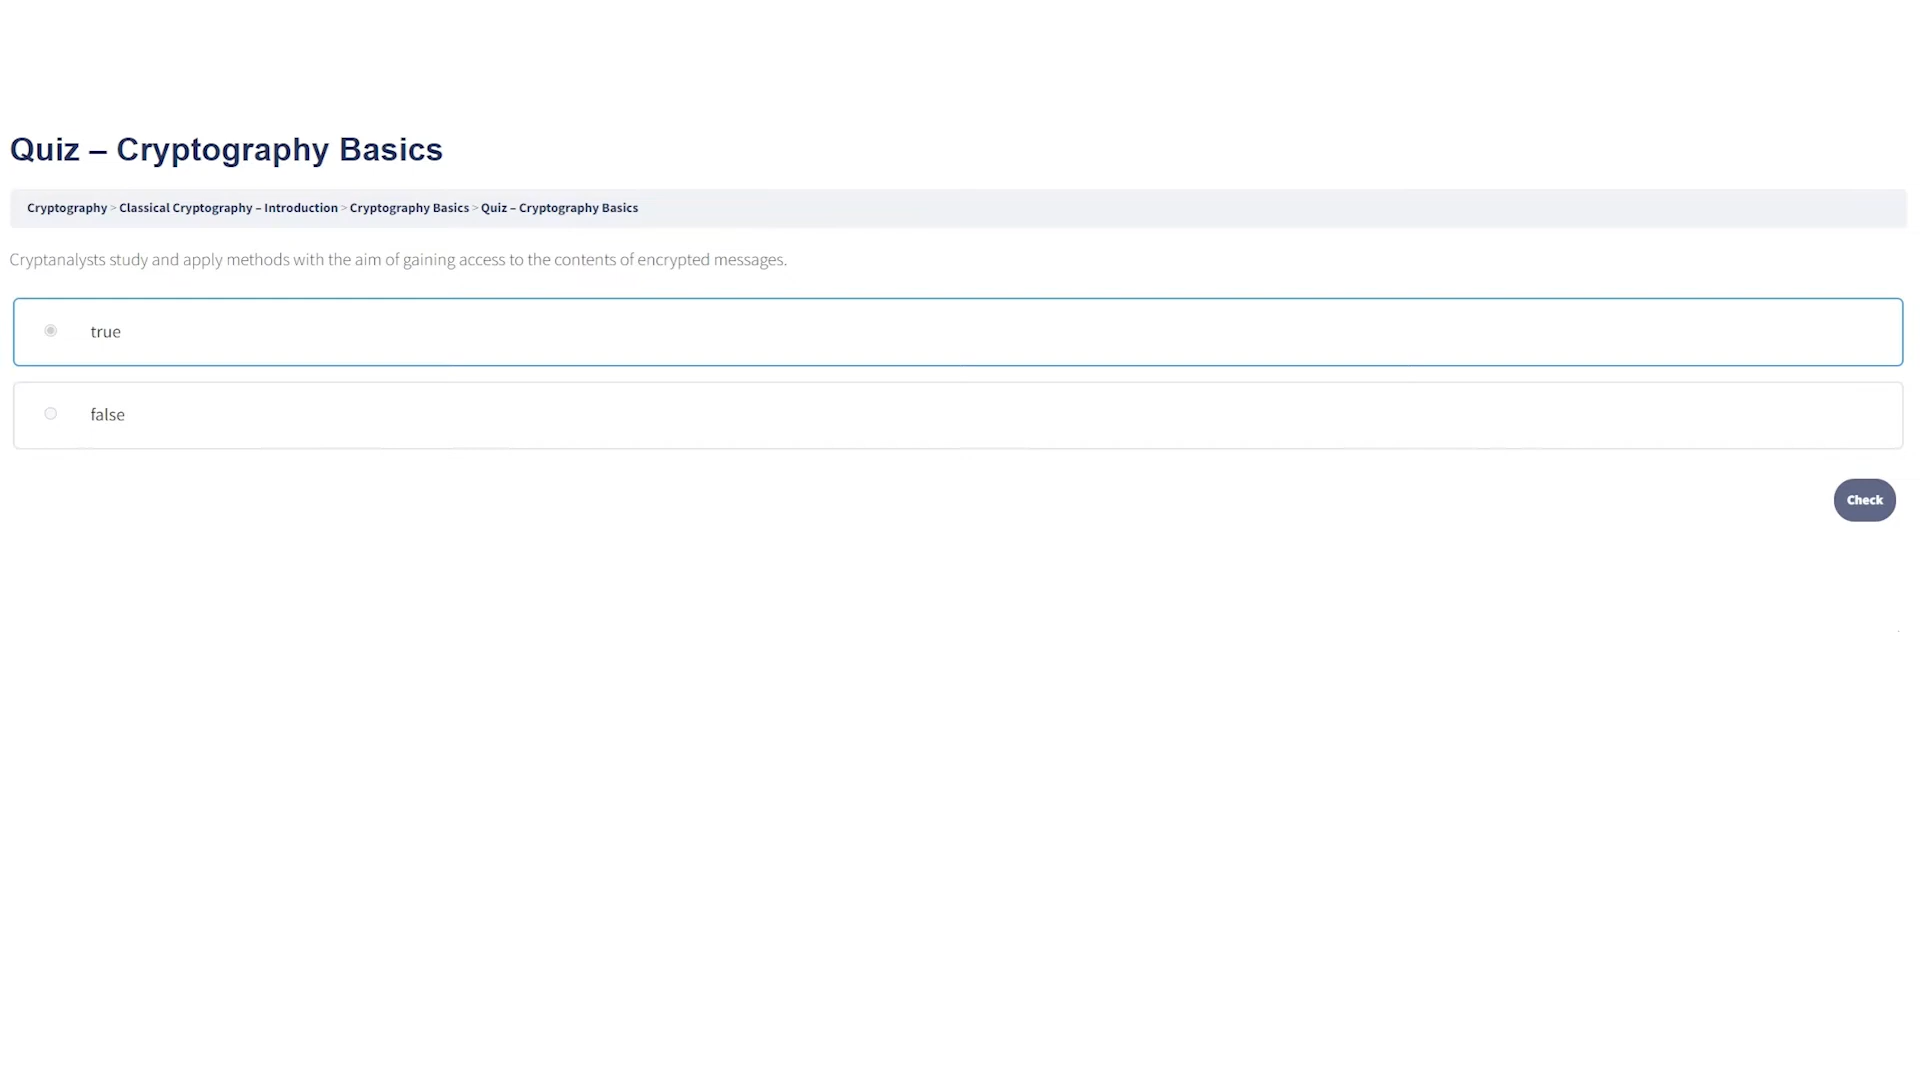 Quiz – Cryptography Basics
Cryptography > Classical Cryptography – Introduction > Cryptography Basics > Quiz – Cryptography Basics
Cryptanalysts study and apply methods with the aim of gaining access to the contents of encrypted messages.
true
false
Check